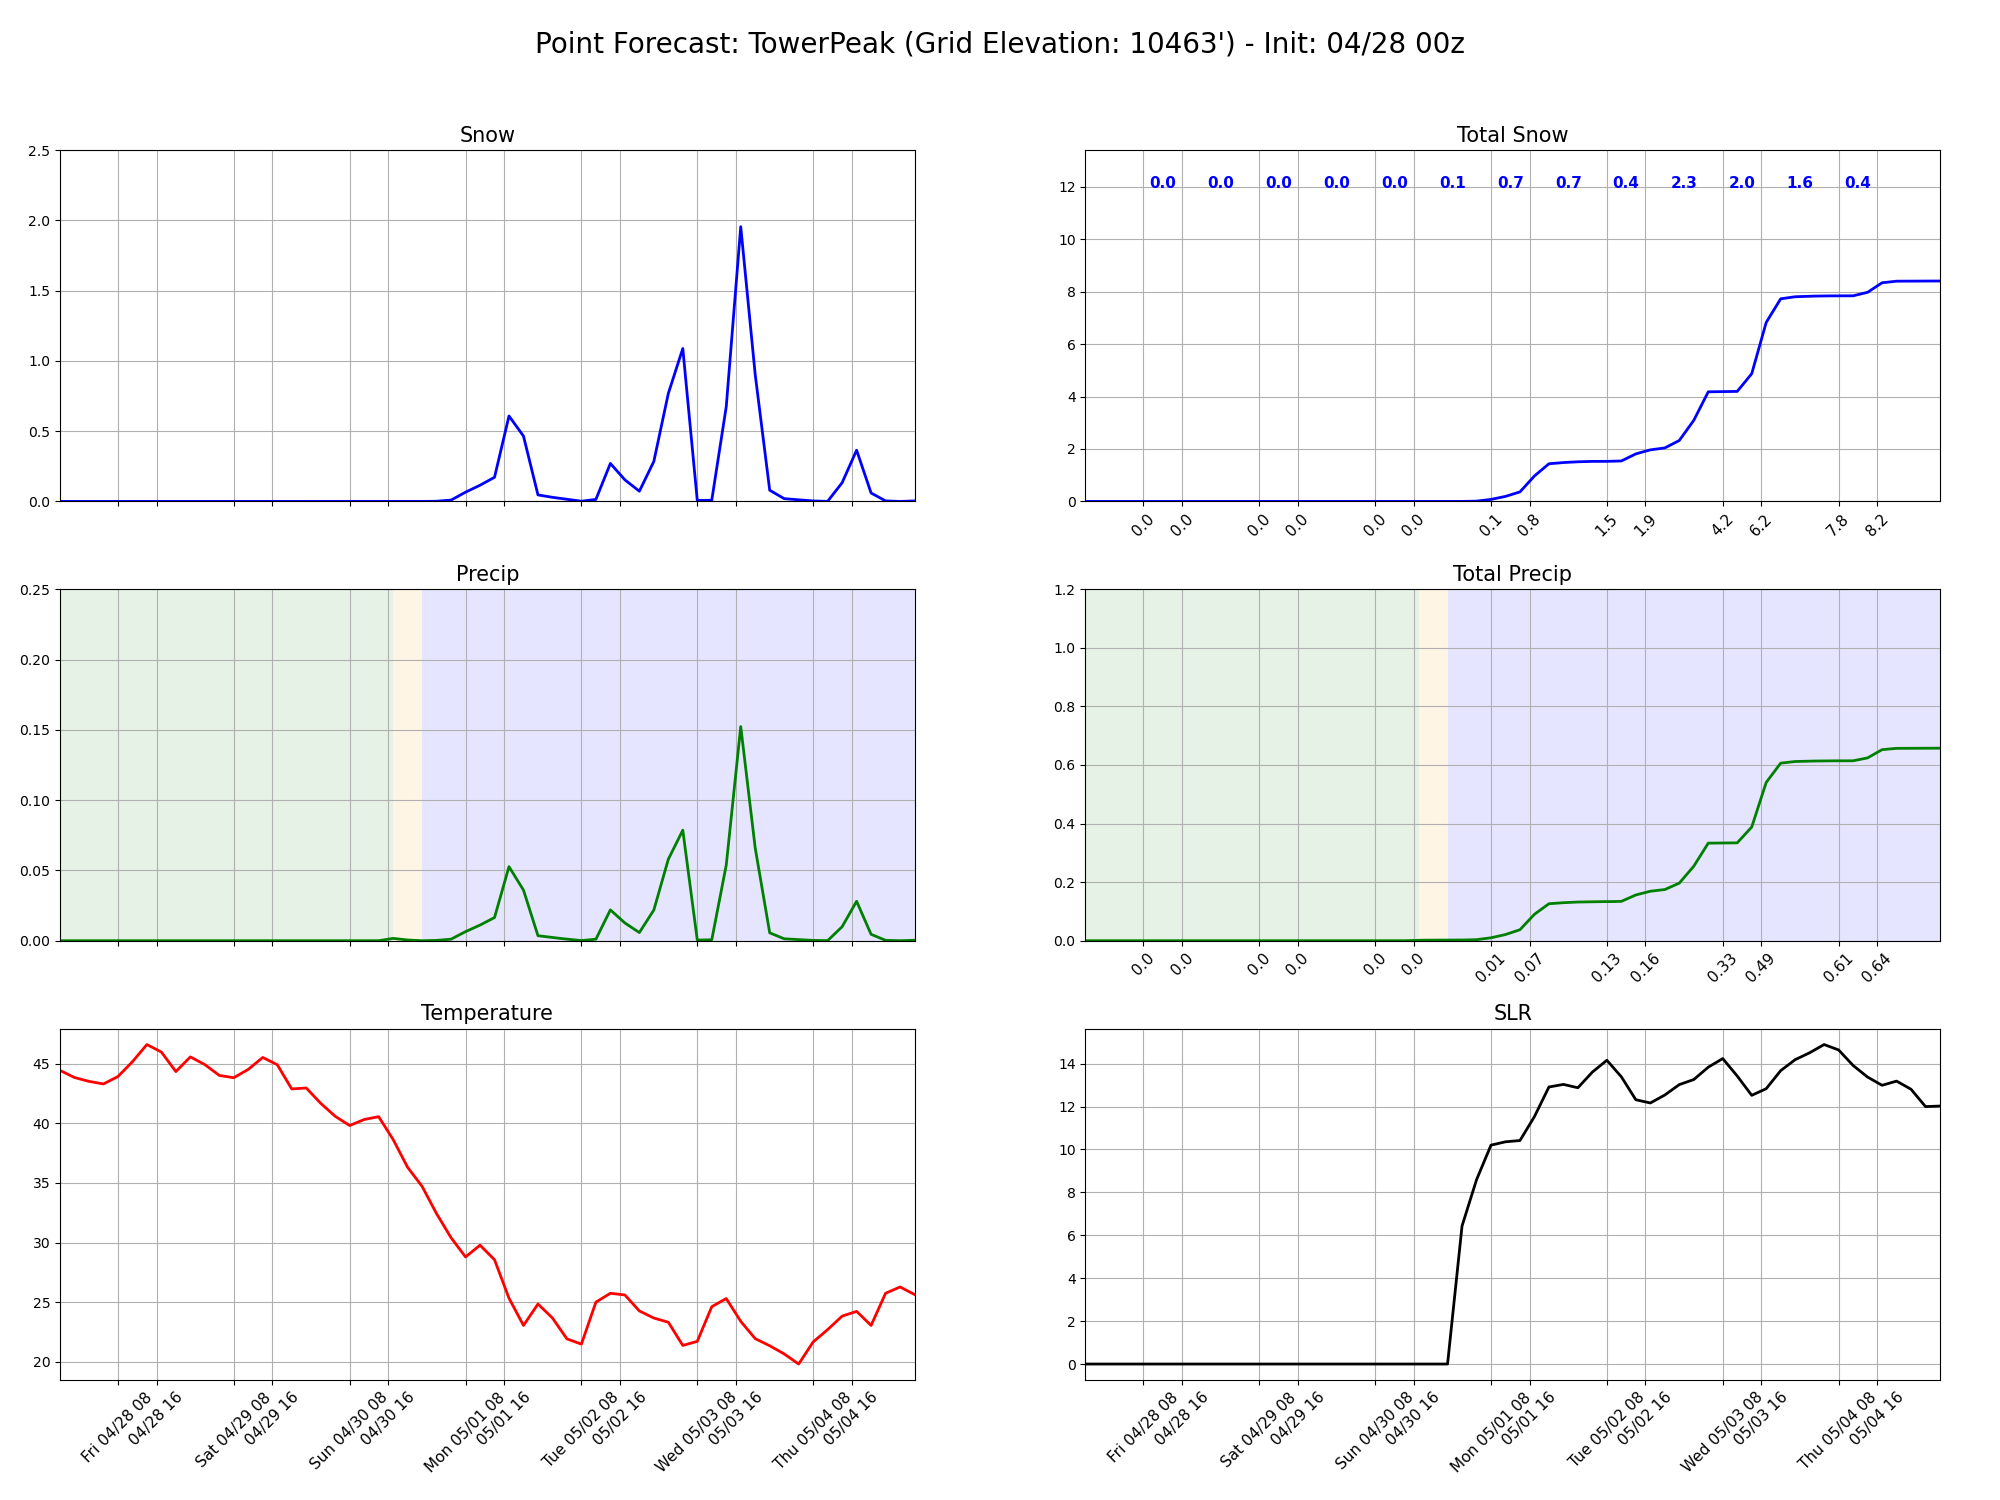 Point Forecast: TowerPeak (Grid Elevation: 10463') - Init: 04/28 00z
Snow
2.5
2.0
1.5
1.0
0.5
0.0
Total Snow
0.0 0.0 0.0 0.0 0.0 0.1 0.7 0.7 0.4 2.3 2.0 1.6 0.4
12
10
8
6
4
2
0
0.0 0.0 0.0 0.0 0.0 0.0 0.1 0.8 1.5 1.9 4.2 6.2 7.8 8.2
Precip
0.25
0.20
0.15
0.10
0.05
0.00
Total Precip
1.2
1.0
0.8
0.6
0.4
0.2
0.0
0.0 0.0 0.0 0.0 0.0 0.0 0.01 0.07 0.13 0.16 0.33 0.49 0.61 0.64
Temperature
45
40
35
30
25
20
Fri 04/28 08
04/28 16
Sat 04/29 08
04/29 16
Sun 04/30 08
04/30 16
Mon 05/01 08
05/01 16
Tue 05/02 08
05/02 16
Wed 05/03 08
05/03 16
Thu 05/04 08
05/04 16
SLR
14
12
10
8
6
4
2
0
Fri 04/28 08
04/28 16
Sat 04/29 08
04/29 16
Sun 04/30 08
04/30 16
Mon 05/01 08
05/01 16
Tue 05/02 08
05/02 16
Wed 05/03 08
05/03 16
Thu 05/04 08
05/04 16